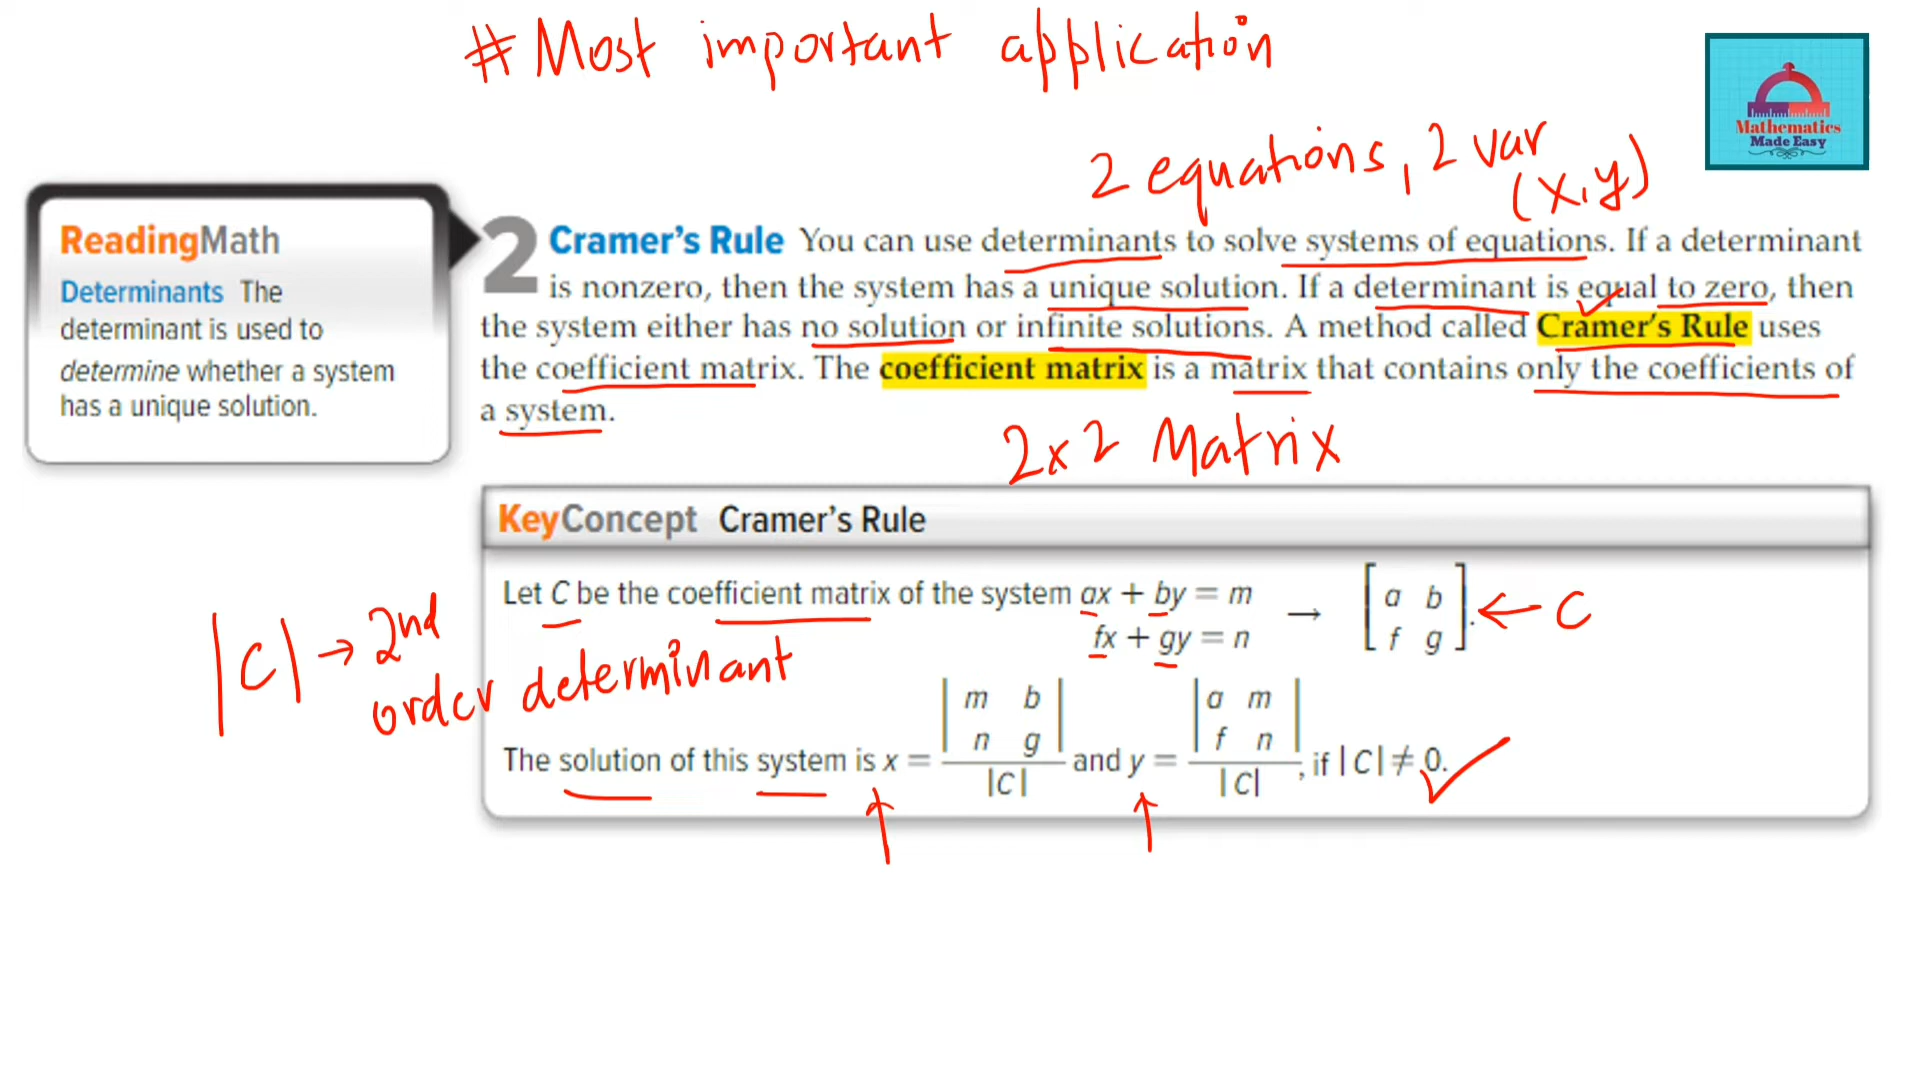 # Most important application
Mathematics
Made Easy
2 equations, 2 var
(x, y)
ReadingMath
Determinants The
determinant is used to
determine whether a system
has a unique solution.
2 Cramer's Rule You can use determinants to solve systems of equations. If a determinant
is nonzero, then the system has a unique solution. If a determinant is equal to zero, then
the system either has no solution or infinite solutions. A method called Cramer's Rule uses
the coefficient matrix. The coefficient matrix is a matrix that contains only the coefficients of
a system.
2x2 Matrix
KeyConcept Cramer's Rule
Let C be the coefficient matrix of the system ax + by = m
fx + gy = n
→ [a b
f g]. ← C
|C| → 2nd
order determinant
The solution of this system is x = |m b
n g|
|C|
and y = |a m
f n|
|C|
, if |C| ≠ 0.